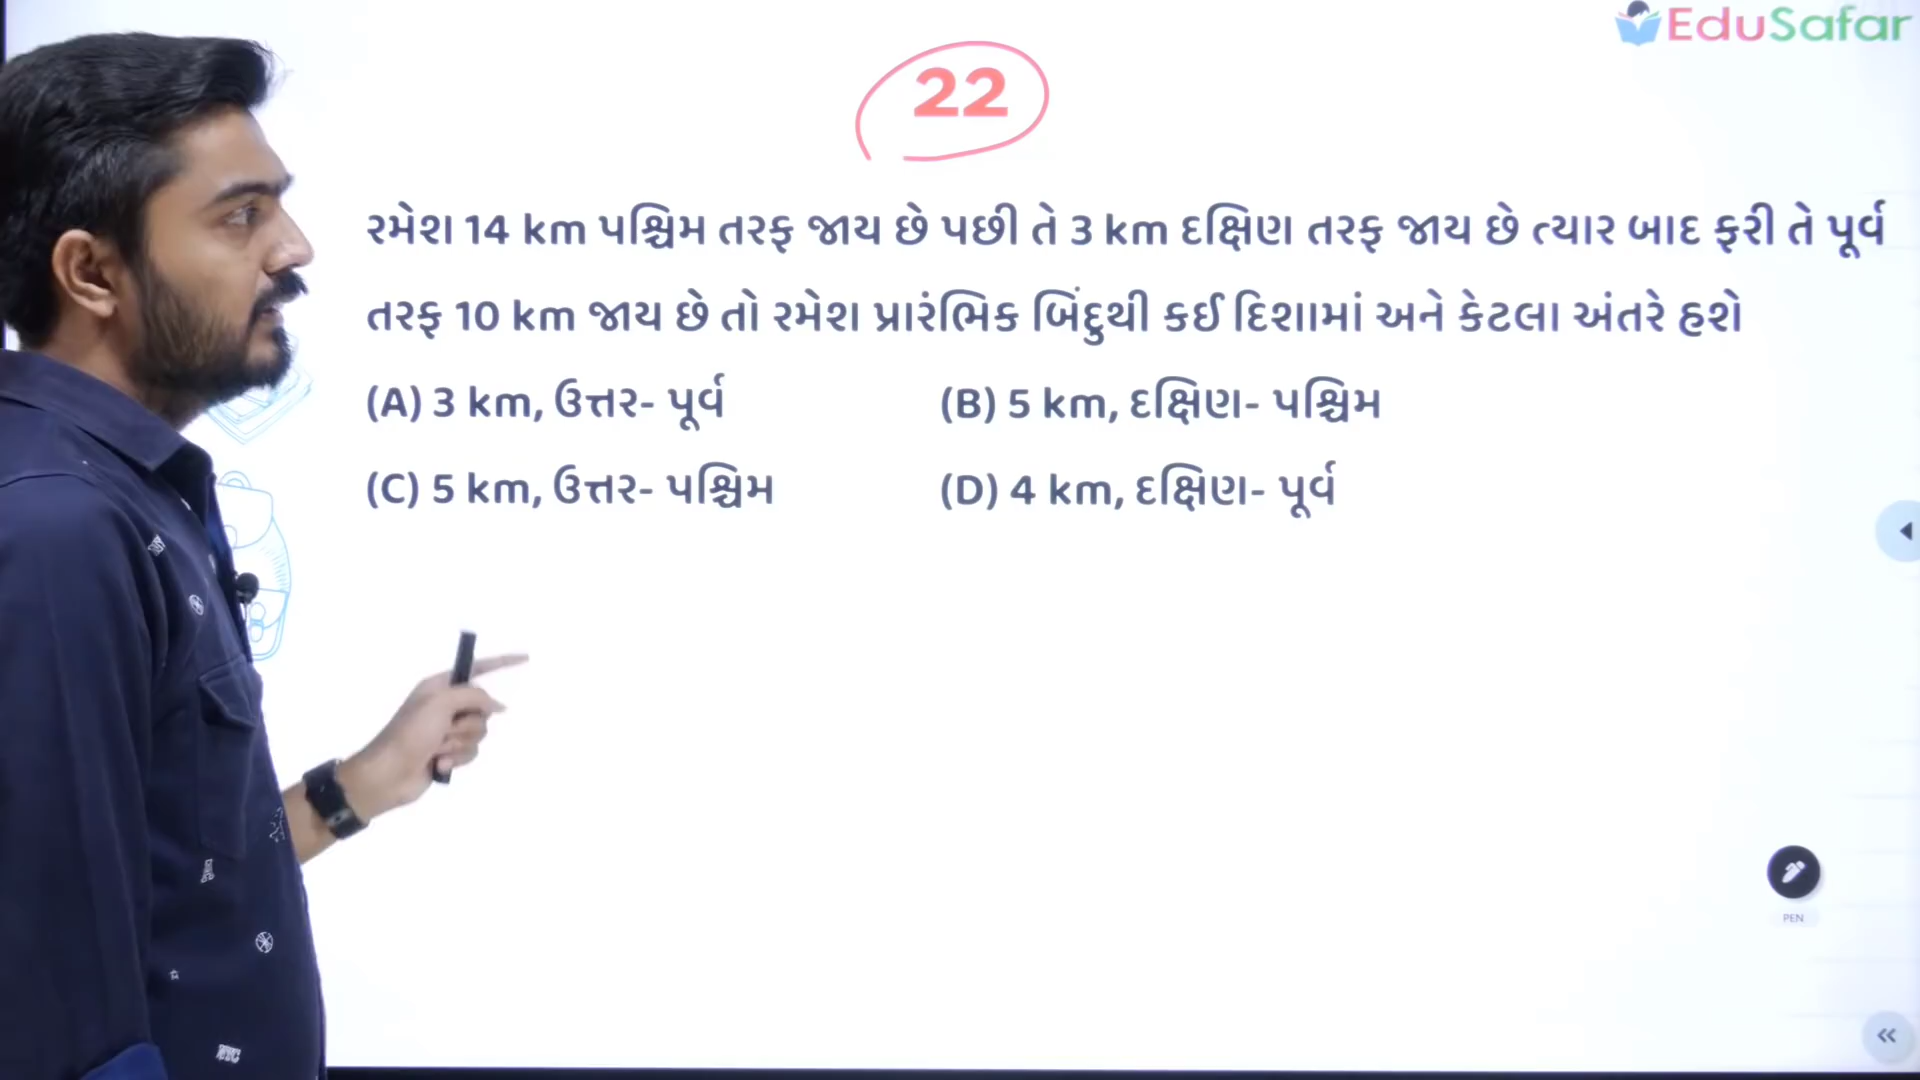 EduSafar
22
રમેશ 14 km પશ્ચિમ તરફ જાય છે પછી તે 3 km દક્ષિણ તરફ જાય છે ત્યાર બાદ ફરી તે પૂર્વ
તરફ 10 km જાય છે તો રમેશ પ્રારંભિક બિંદુથી કઈ દિશામાં અને કેટલા અંતરે હશે
(A) 3 km, ઉત્તર- પૂર્વ (B) 5 km, દક્ષિણ- પશ્ચિમ
(C) 5 km, ઉત્તર- પશ્ચિમ (D) 4 km, દક્ષિણ- પૂર્વ
PEN